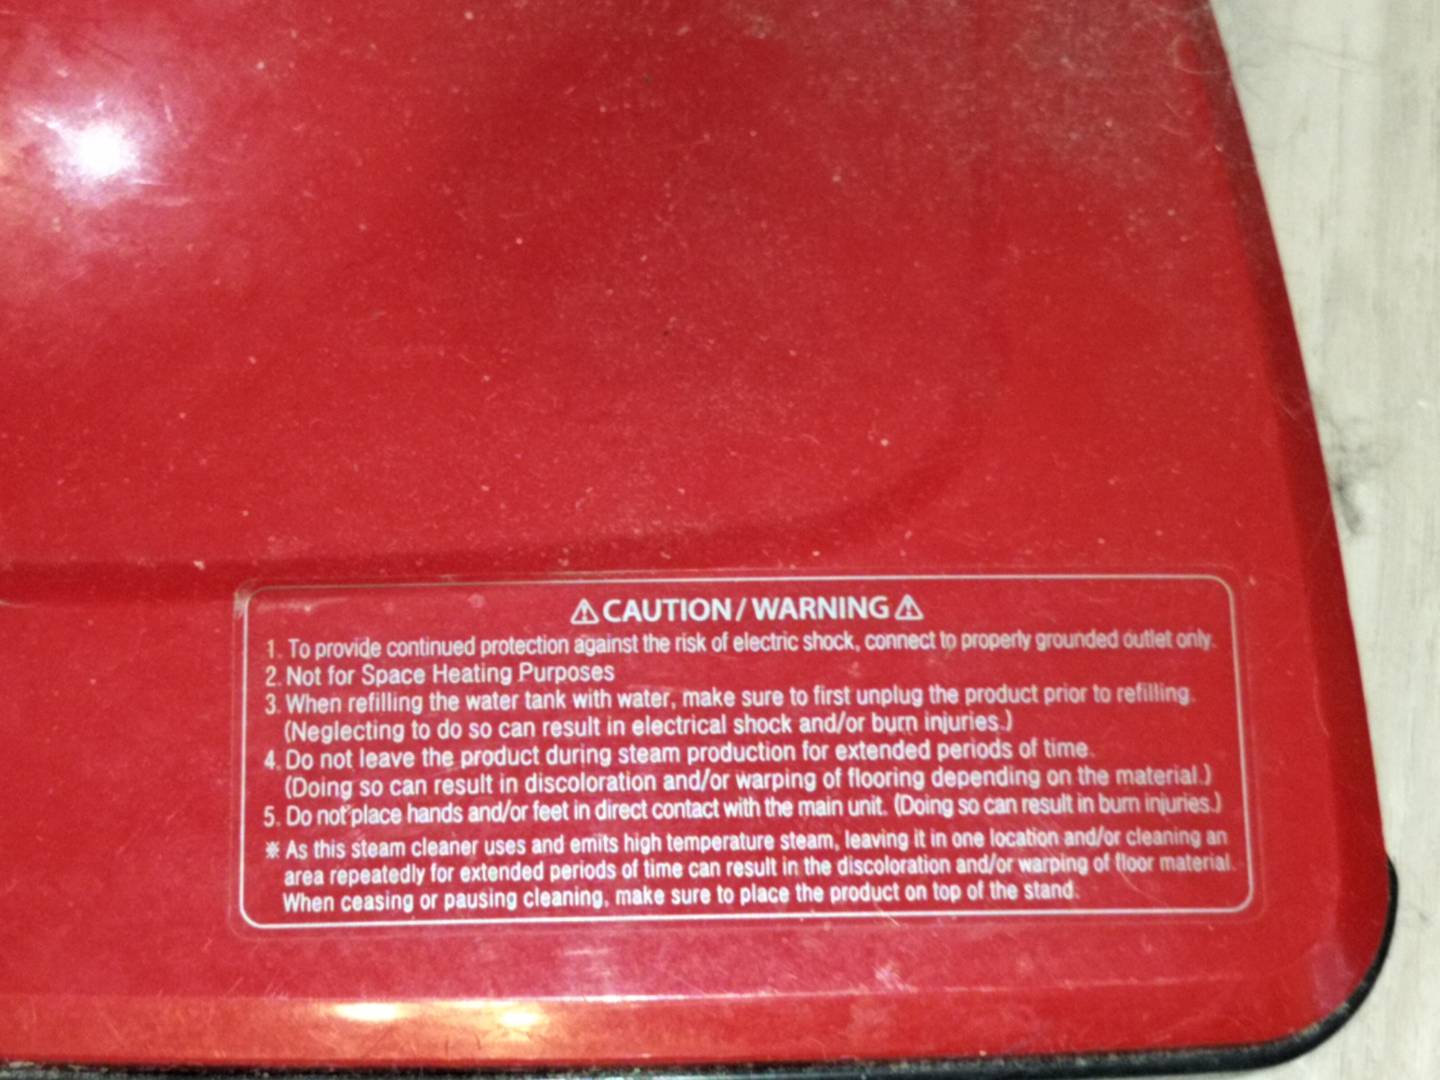 ⚠ CAUTION / WARNING ⚠
1. To provide continued protection against the risk of electric shock, connect to properly grounded outlet only.
2. Not for Space Heating Purposes
3. When refilling the water tank with water, make sure to first unplug the product prior to refilling.
(Neglecting to do so can result in electrical shock and/or burn injuries.)
4. Do not leave the product during steam production for extended periods of time.
(Doing so can result in discoloration and/or warping of flooring depending on the material.)
5. Do not place hands and/or feet in direct contact with the main unit. (Doing so can result in burn injuries.)
※ As this steam cleaner uses and emits high temperature steam, leaving it in one location and/or cleaning an
area repeatedly for extended periods of time can result in the discoloration and/or warping of floor material.
When ceasing or pausing cleaning, make sure to place the product on top of the stand.